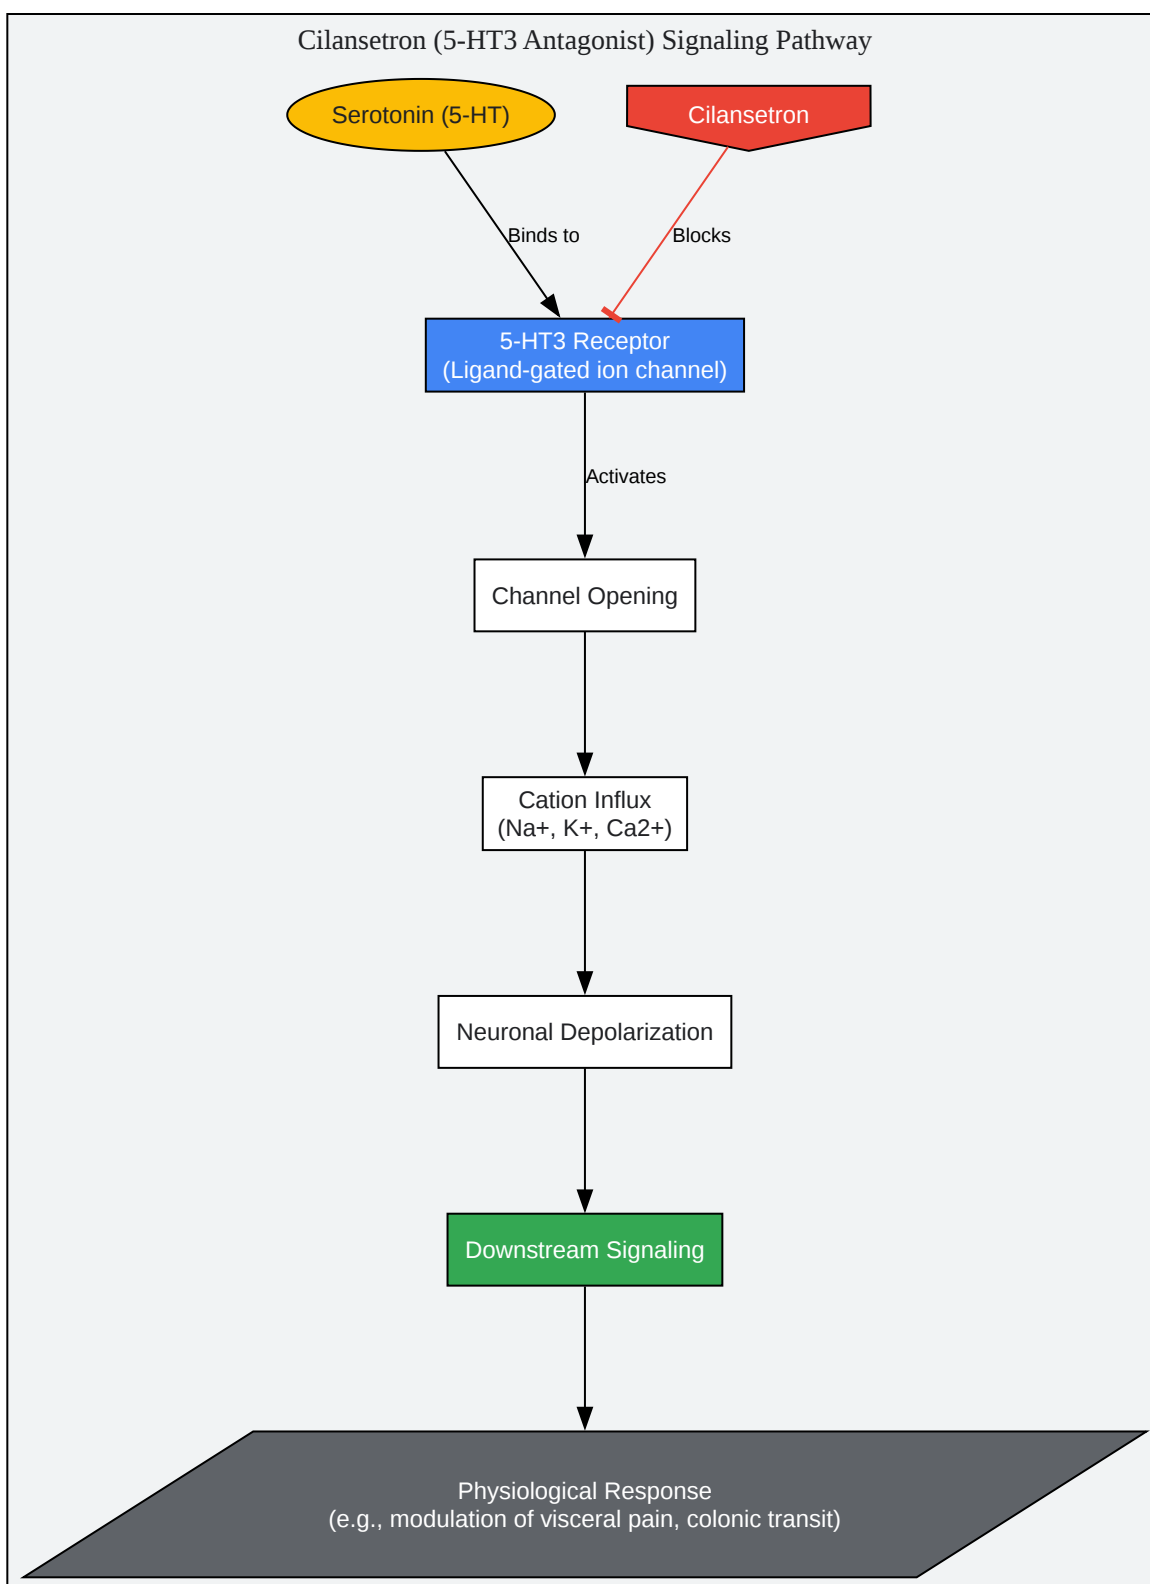 Cilansetron (5-HT3 Antagonist) Signaling Pathway
Serotonin (5-HT)
Cilansetron
Binds to
Blocks
5-HT3 Receptor
(Ligand-gated ion channel)
Activates
Channel Opening
Cation Influx
(Na+, K+, Ca2+)
Neuronal Depolarization
Downstream Signaling
Physiological Response
(e.g., modulation of visceral pain, colonic transit)